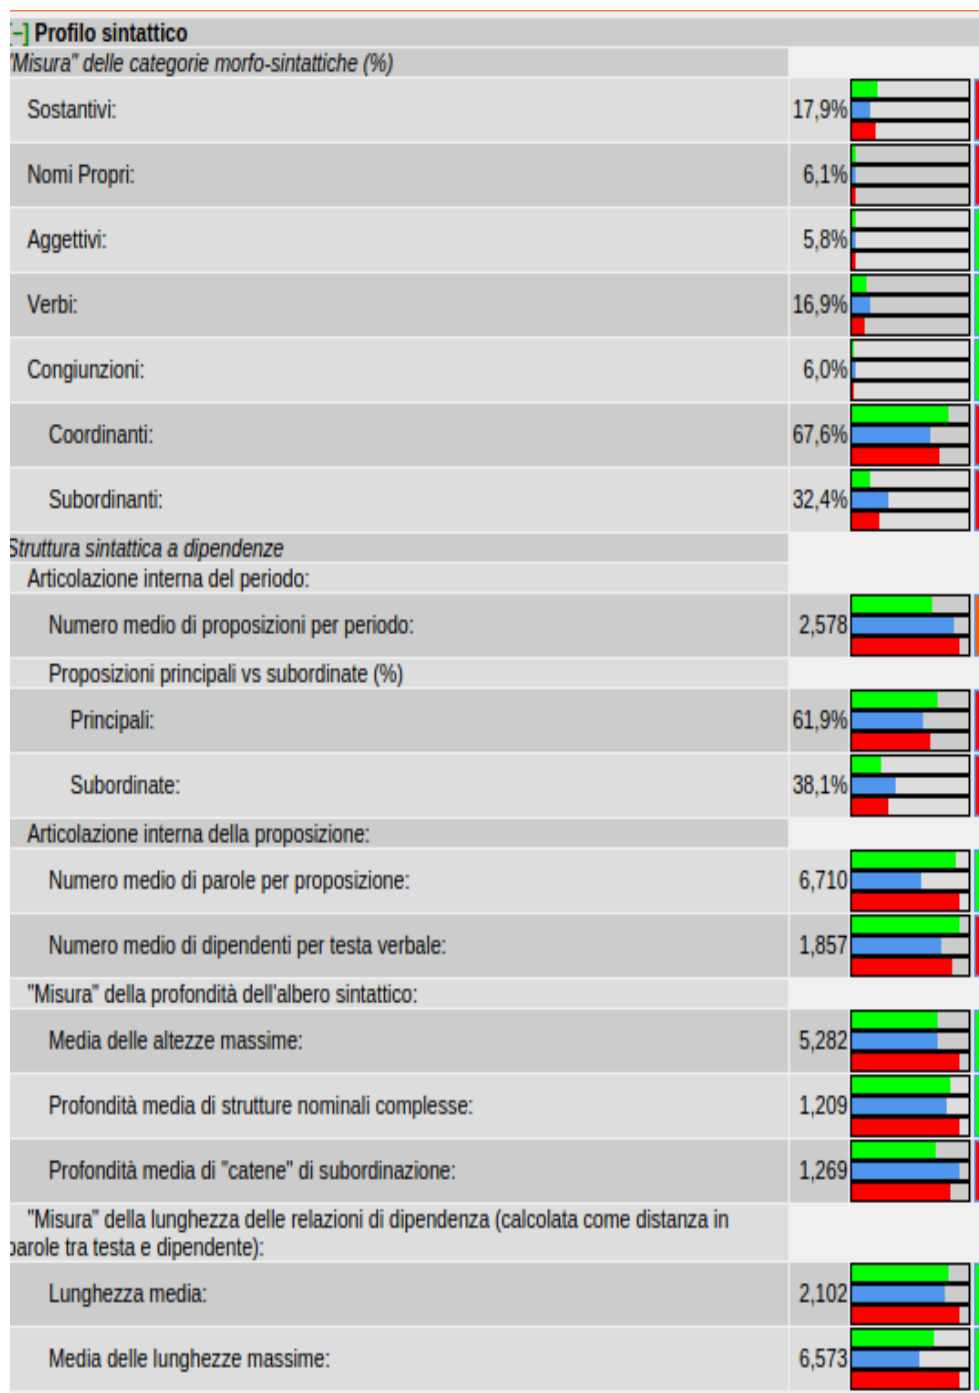 [−] Profilo sintattico
"Misura" delle categorie morfo-sintattiche (%)
Sostantivi: 17,9%
Nomi Propri: 6,1%
Aggettivi: 5,8%
Verbi: 16,9%
Congiunzioni: 6,0%
Coordinanti: 67,6%
Subordinanti: 32,4%
Struttura sintattica a dipendenze
Articolazione interna del periodo:
Numero medio di proposizioni per periodo: 2,578
Proposizioni principali vs subordinate (%)
Principali: 61,9%
Subordinate: 38,1%
Articolazione interna della proposizione:
Numero medio di parole per proposizione: 6,710
Numero medio di dipendenti per testa verbale: 1,857
"Misura" della profondità dell'albero sintattico:
Media delle altezze massime: 5,282
Profondità media di strutture nominali complesse: 1,209
Profondità media di "catene" di subordinazione: 1,269
"Misura" della lunghezza delle relazioni di dipendenza (calcolata come distanza in
parole tra testa e dipendente):
Lunghezza media: 2,102
Media delle lunghezze massime: 6,573